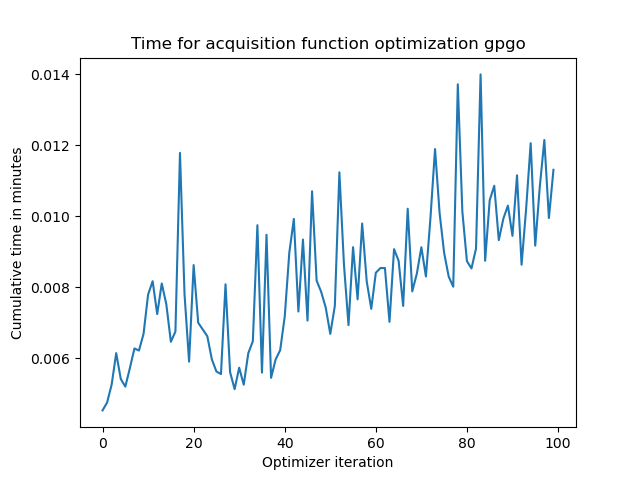 Time for acquisition function optimization gpgo
0.014
0.012
0.010
0.008
0.006
Cumulative time in minutes
0 20 40 60 80 100
Optimizer iteration